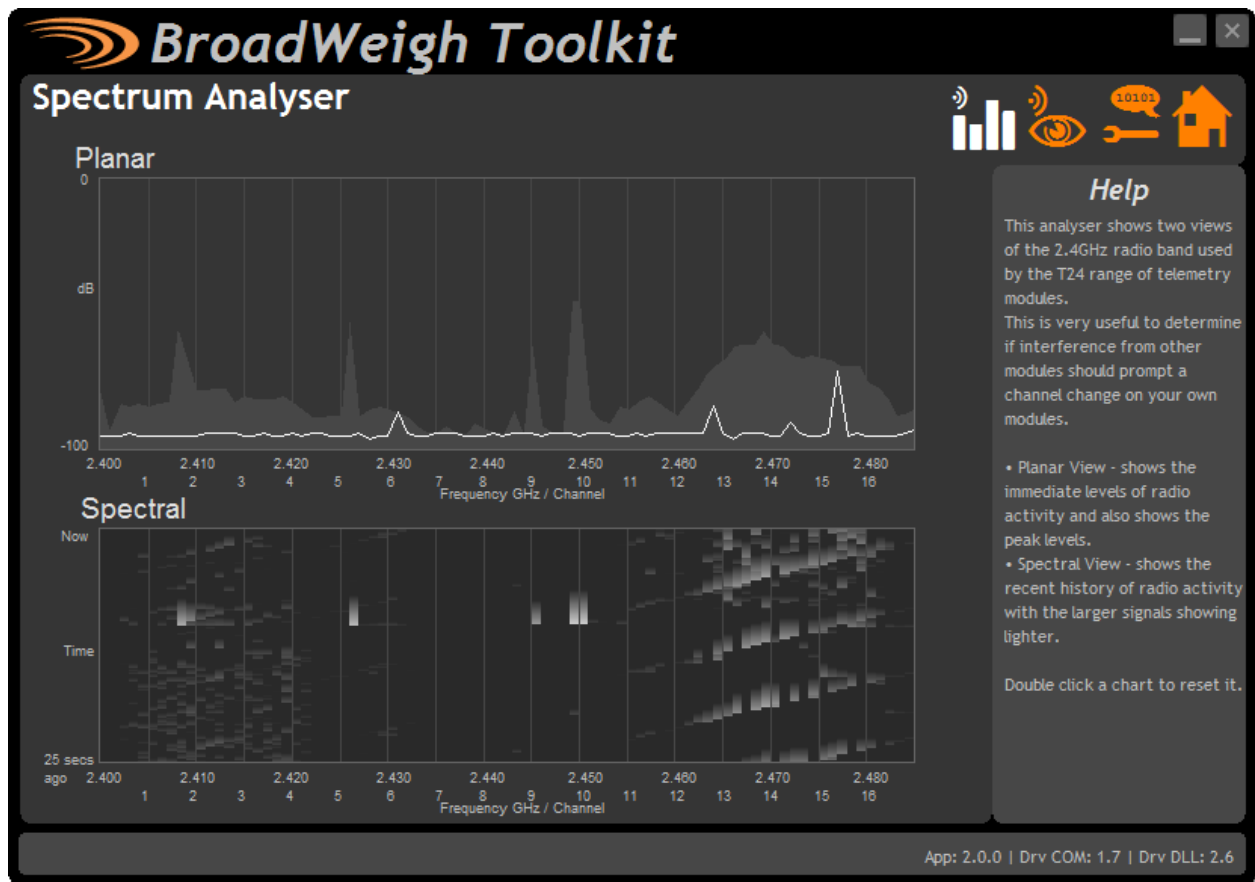 BroadWeigh Toolkit
Spectrum Analyser
10101
Planar
0
dB
-100
2.400 2.410 2.420 2.430 2.440 2.450 2.460 2.470 2.480
1 2 3 4 5 6 7 8 9 10 11 12 13 14 15 16
Frequency GHz / Channel
Spectral
Now
Time
25 secs
ago 2.400 2.410 2.420 2.430 2.440 2.450 2.460 2.470 2.480
1 2 3 4 5 6 7 8 9 10 11 12 13 14 15 16
Frequency GHz / Channel
Help
This analyser shows two views
of the 2.4GHz radio band used
by the T24 range of telemetry
modules.
This is very useful to determine
if interference from other
modules should prompt a
channel change on your own
modules.
• Planar View - shows the
immediate levels of radio
activity and also shows the
peak levels.
• Spectral View - shows the
recent history of radio activity
with the larger signals showing
lighter.
Double click a chart to reset it.
App: 2.0.0 | Drv COM: 1.7 | Drv DLL: 2.6